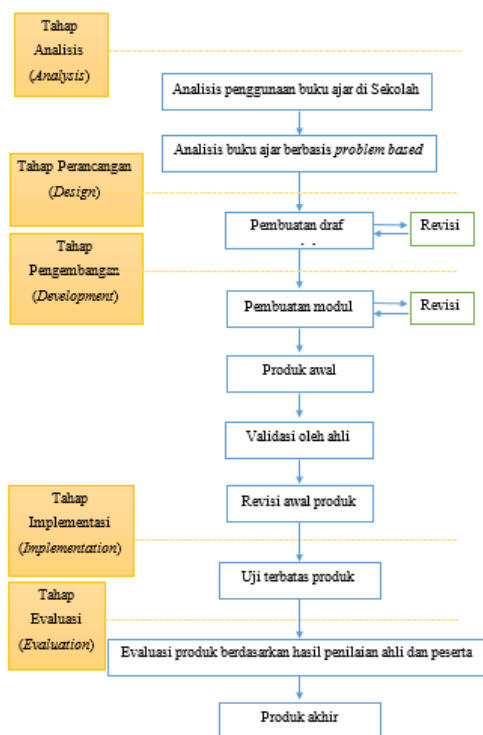 Tahap
Analisis
(Analysis)
Analisis penggunaan buku ajar di Sekolah
Analisis buku ajar berbasis problem based
Tahap Perancangan
(Design)
Pembuatan draf
Revisi
Tahap
Pengembangan
(Development)
Pembuatan modul
Revisi
Produk awal
Validasi oleh ahli
Revisi awal produk
Tahap
Implementasi
(Implementation)
Uji terbatas produk
Tahap
Evaluasi
(Evaluation)
Evaluasi produk berdasarkan hasil penilaian ahli dan peserta
Produk akhir